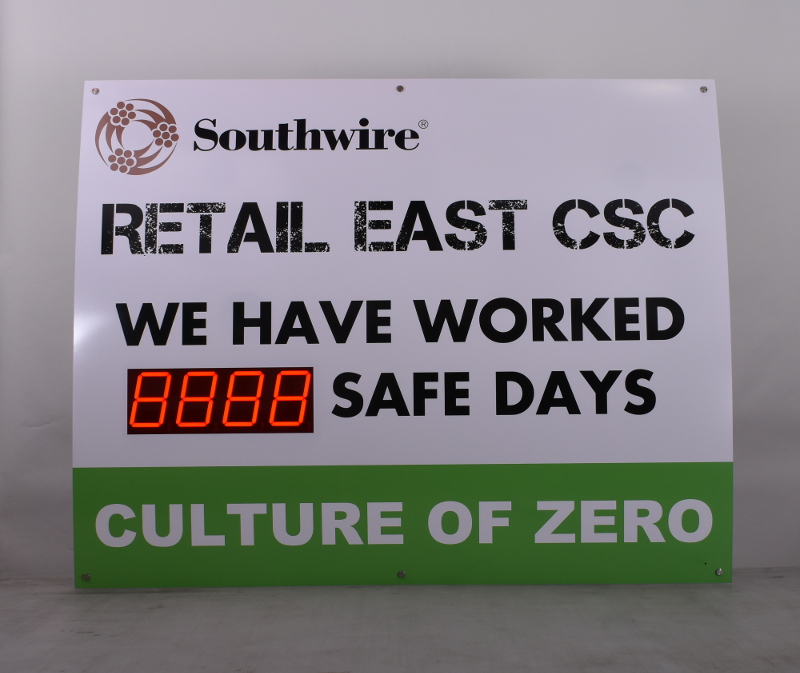 Southwire®
RETAIL EAST CSC
WE HAVE WORKED
8888 SAFE DAYS
CULTURE OF ZERO